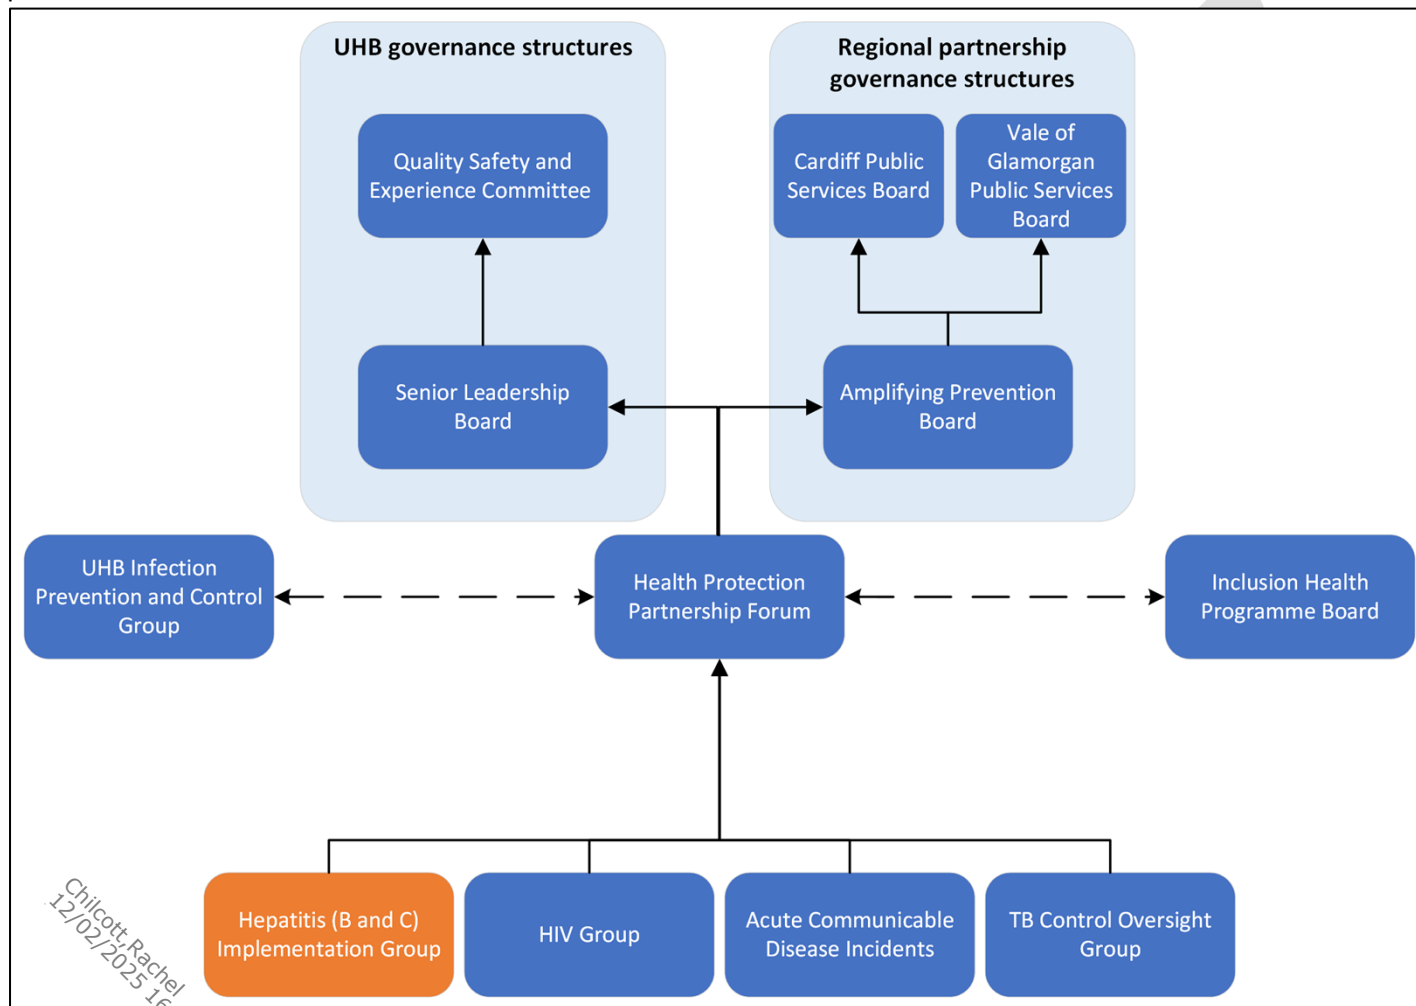 UHB governance structures
Regional partnership
governance structures
Quality Safety and
Experience Committee
Cardiff Public
Services Board
Vale of
Glamorgan
Public Services
Board
Senior Leadership
Board
Amplifying Prevention
Board
UHB Infection
Prevention and Control
Group
Health Protection
Partnership Forum
Inclusion Health
Programme Board
Hepatitis (B and C)
Implementation Group
HIV Group
Acute Communicable
Disease Incidents
TB Control Oversight
Group
Chilcott,Rachel
12/02/2025 16